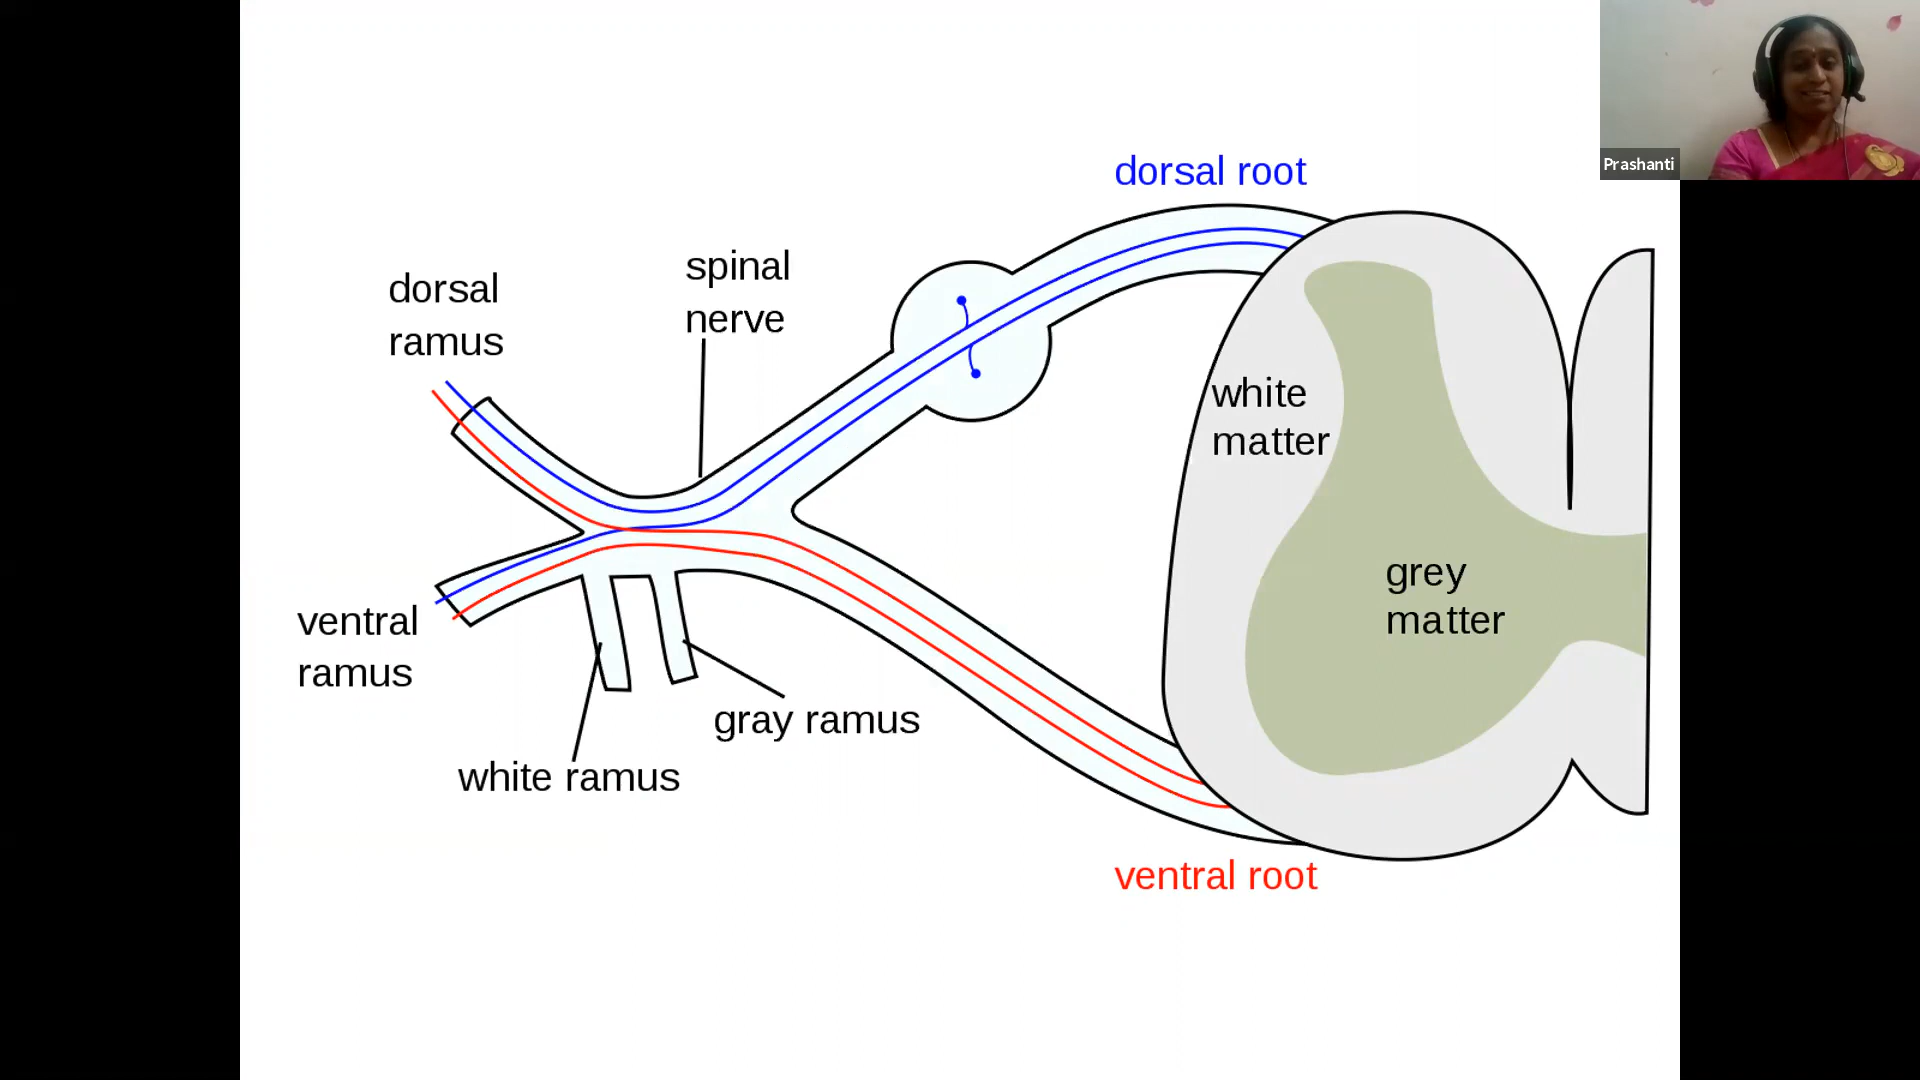 dorsal root
Prashanti
spinal
nerve
dorsal
ramus
white
matter
grey
matter
ventral
ramus
gray ramus
white ramus
ventral root